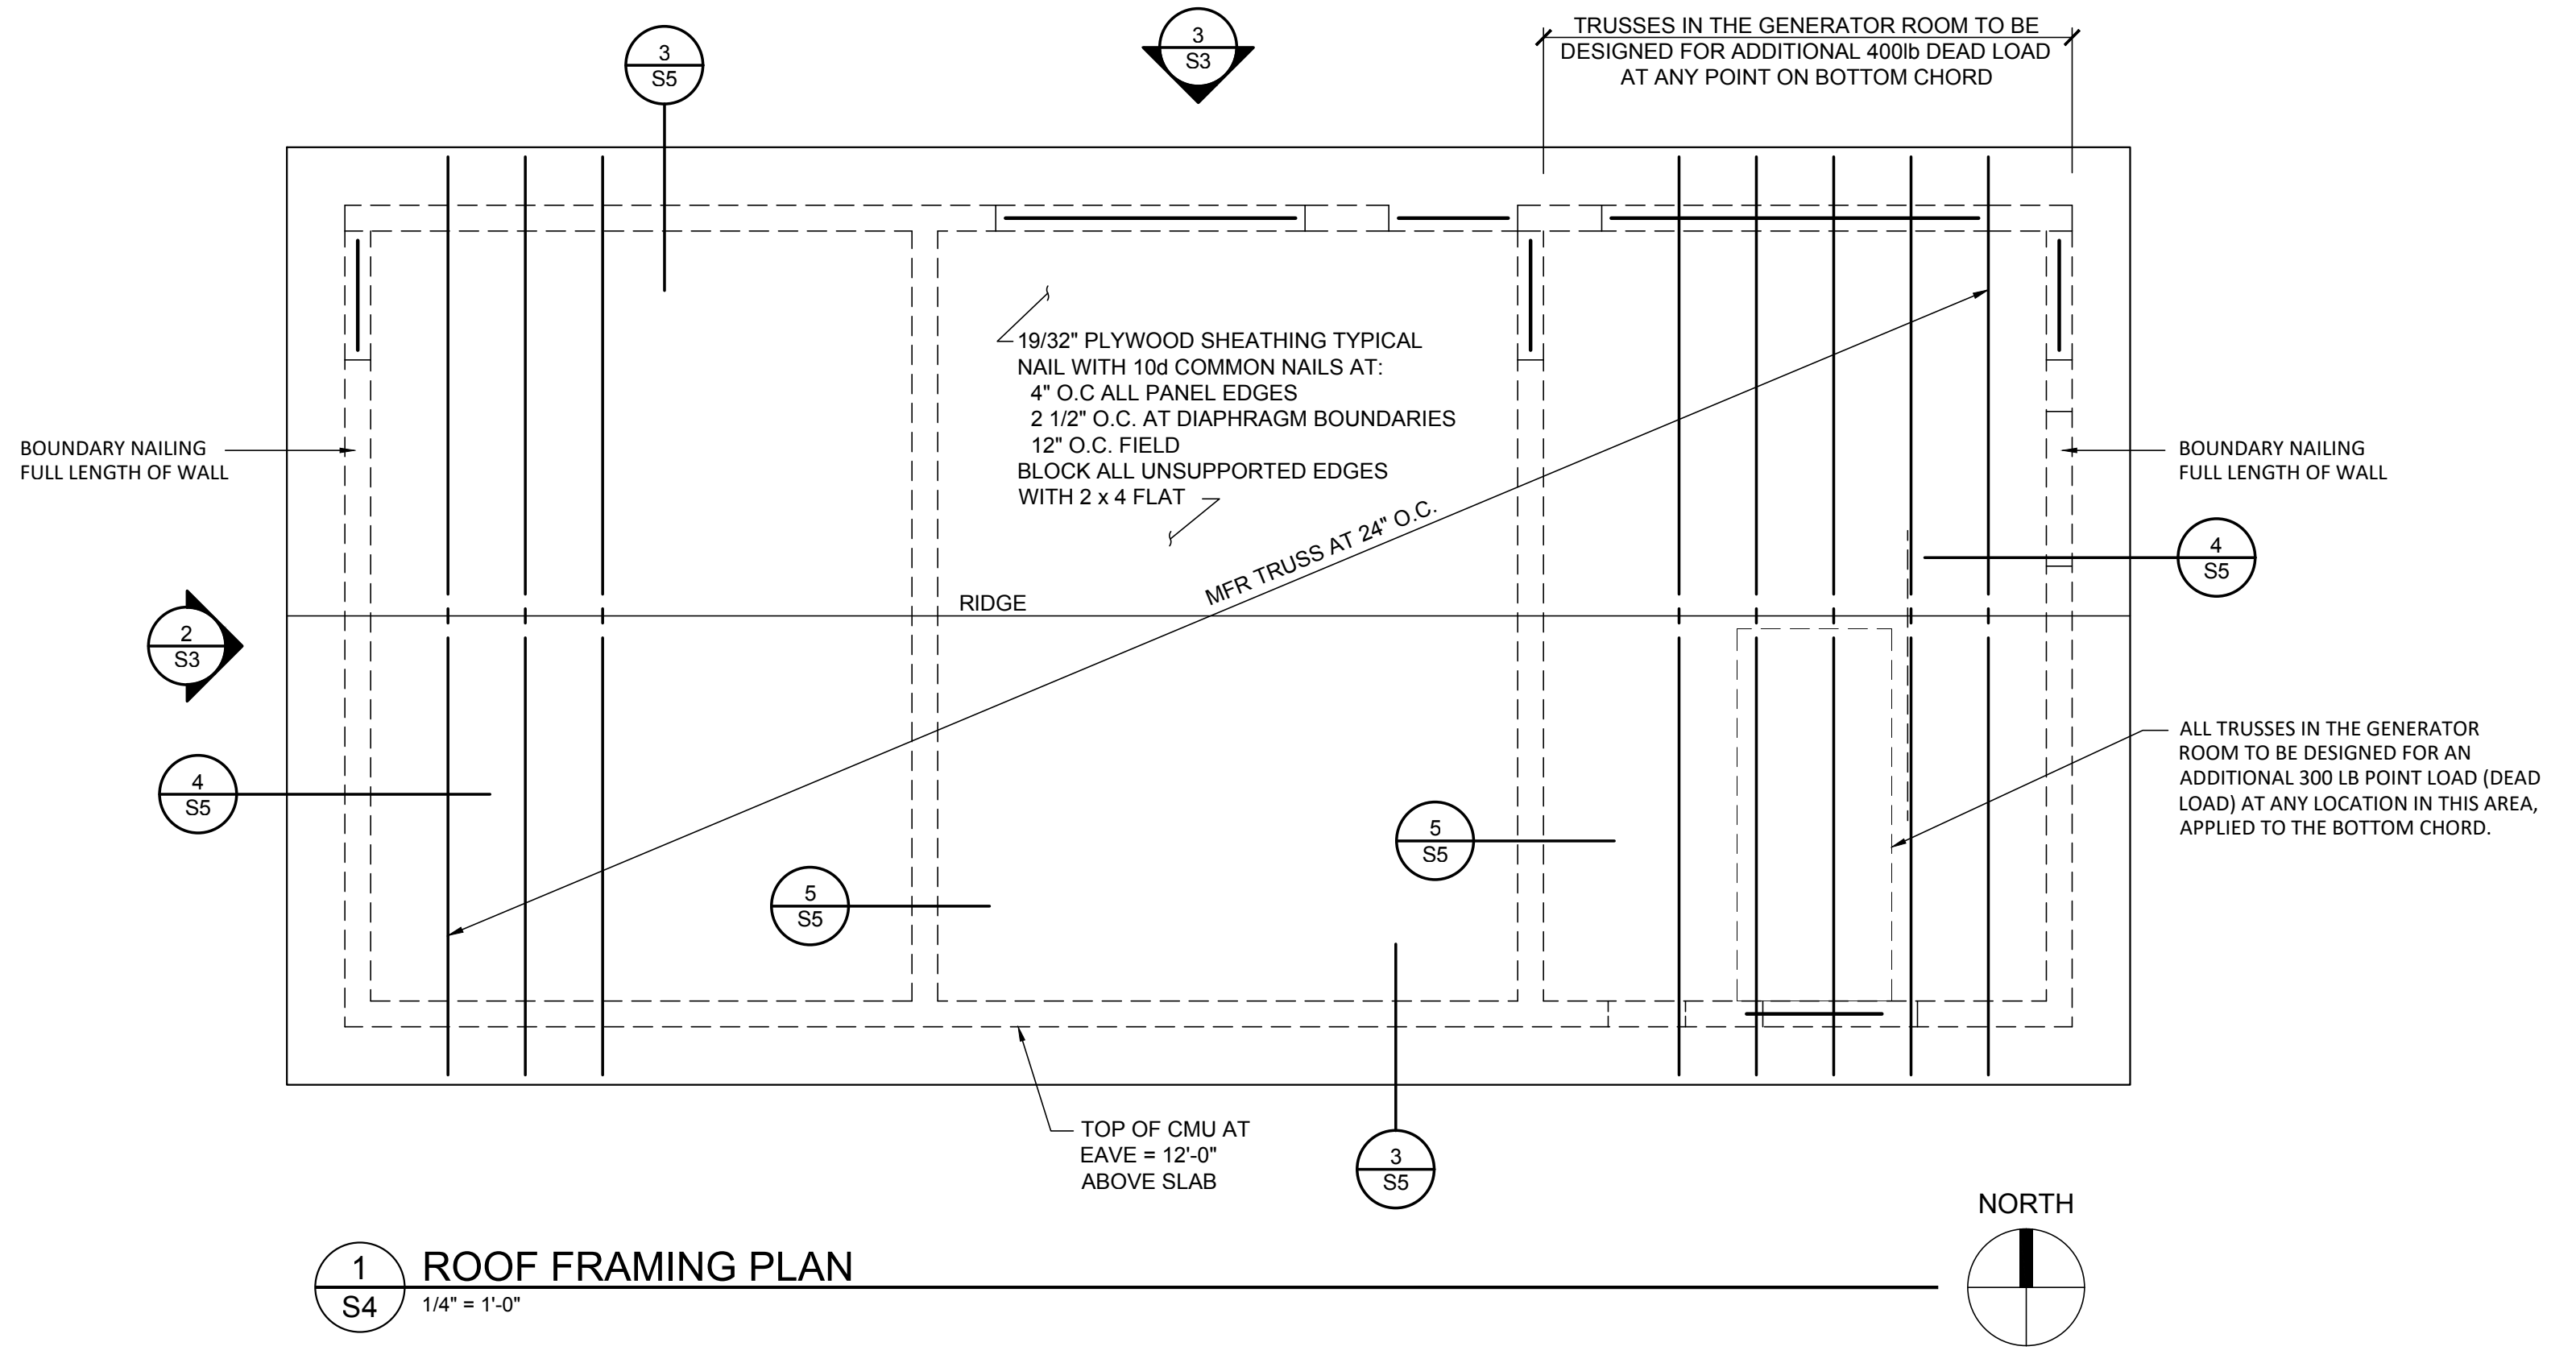 3
S5
3
S3
TRUSSES IN THE GENERATOR ROOM TO BE
DESIGNED FOR ADDITIONAL 400lb DEAD LOAD
AT ANY POINT ON BOTTOM CHORD
19/32" PLYWOOD SHEATHING TYPICAL
NAIL WITH 10d COMMON NAILS AT:
4" O.C ALL PANEL EDGES
2 1/2" O.C. AT DIAPHRAGM BOUNDARIES
12" O.C. FIELD
BLOCK ALL UNSUPPORTED EDGES
WITH 2 x 4 FLAT
BOUNDARY NAILING
FULL LENGTH OF WALL
BOUNDARY NAILING
FULL LENGTH OF WALL
MFR TRUSS AT 24" O.C.
4
S5
RIDGE
2
S3
4
S5
ALL TRUSSES IN THE GENERATOR
ROOM TO BE DESIGNED FOR AN
ADDITIONAL 300 LB POINT LOAD (DEAD
LOAD) AT ANY LOCATION IN THIS AREA,
APPLIED TO THE BOTTOM CHORD.
5
S5
5
S5
TOP OF CMU AT
EAVE = 12'-0"
ABOVE SLAB
3
S5
NORTH
1
S4
ROOF FRAMING PLAN
1/4" = 1'-0"